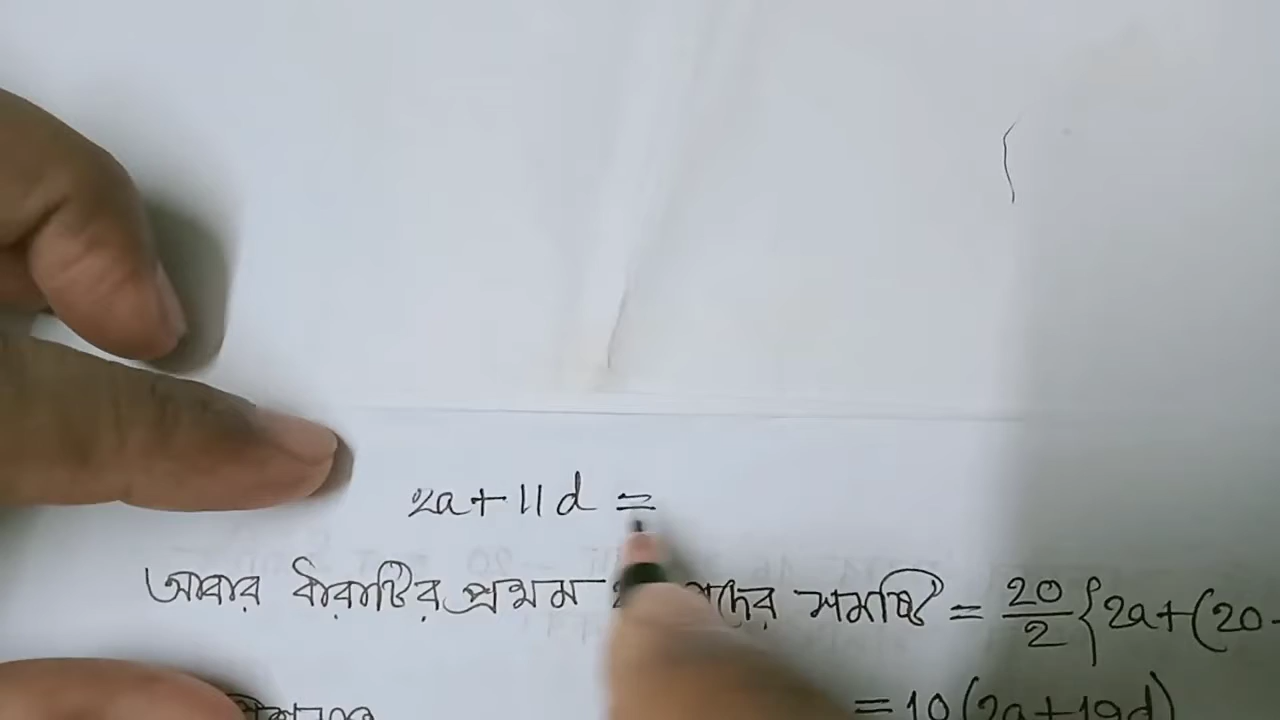 2a+11d =
আবার ধারাটির প্রথম পদের সমষ্টি = 20/2 {2a+(20-
= 10(2a+19d)